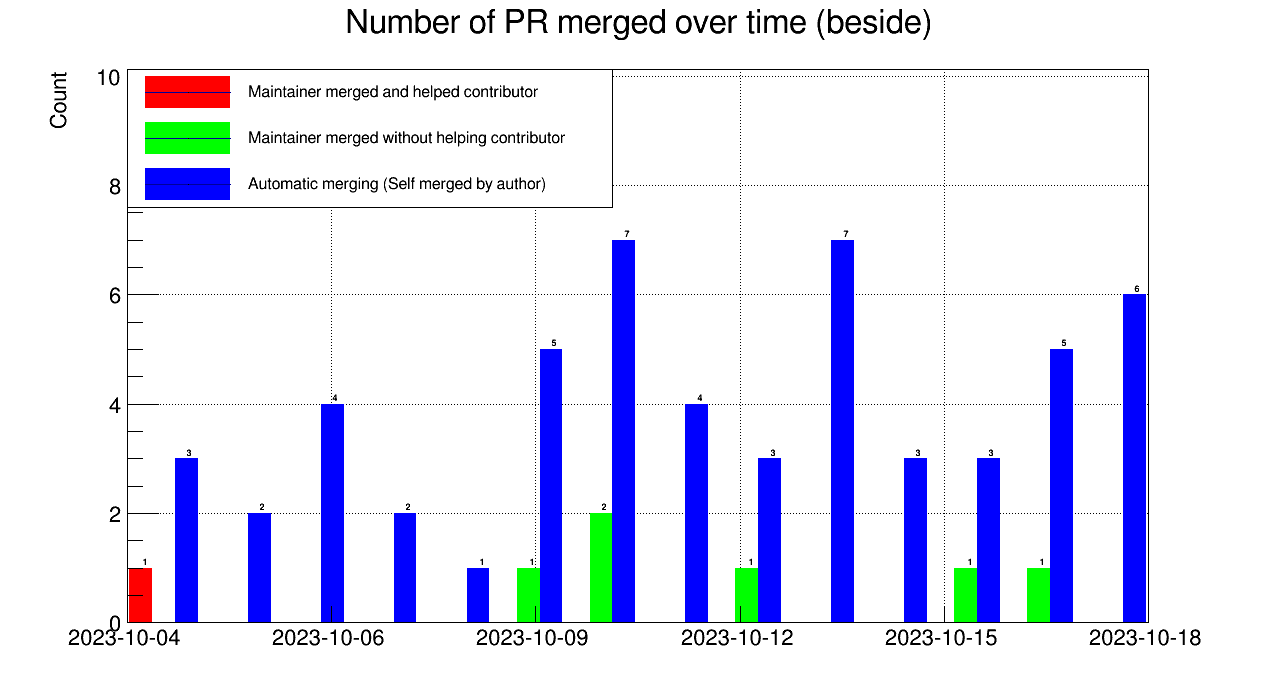 Number of PR merged over time (beside)
Count
10
8
6
4
2
0
Maintainer merged and helped contributor
Maintainer merged without helping contributor
Automatic merging (Self merged by author)
1 3 2 4 2 1 1 5 2 7 4 1 3 7 3 1 3 1 5 6
2023-10-04 2023-10-06 2023-10-09 2023-10-12 2023-10-15 2023-10-18